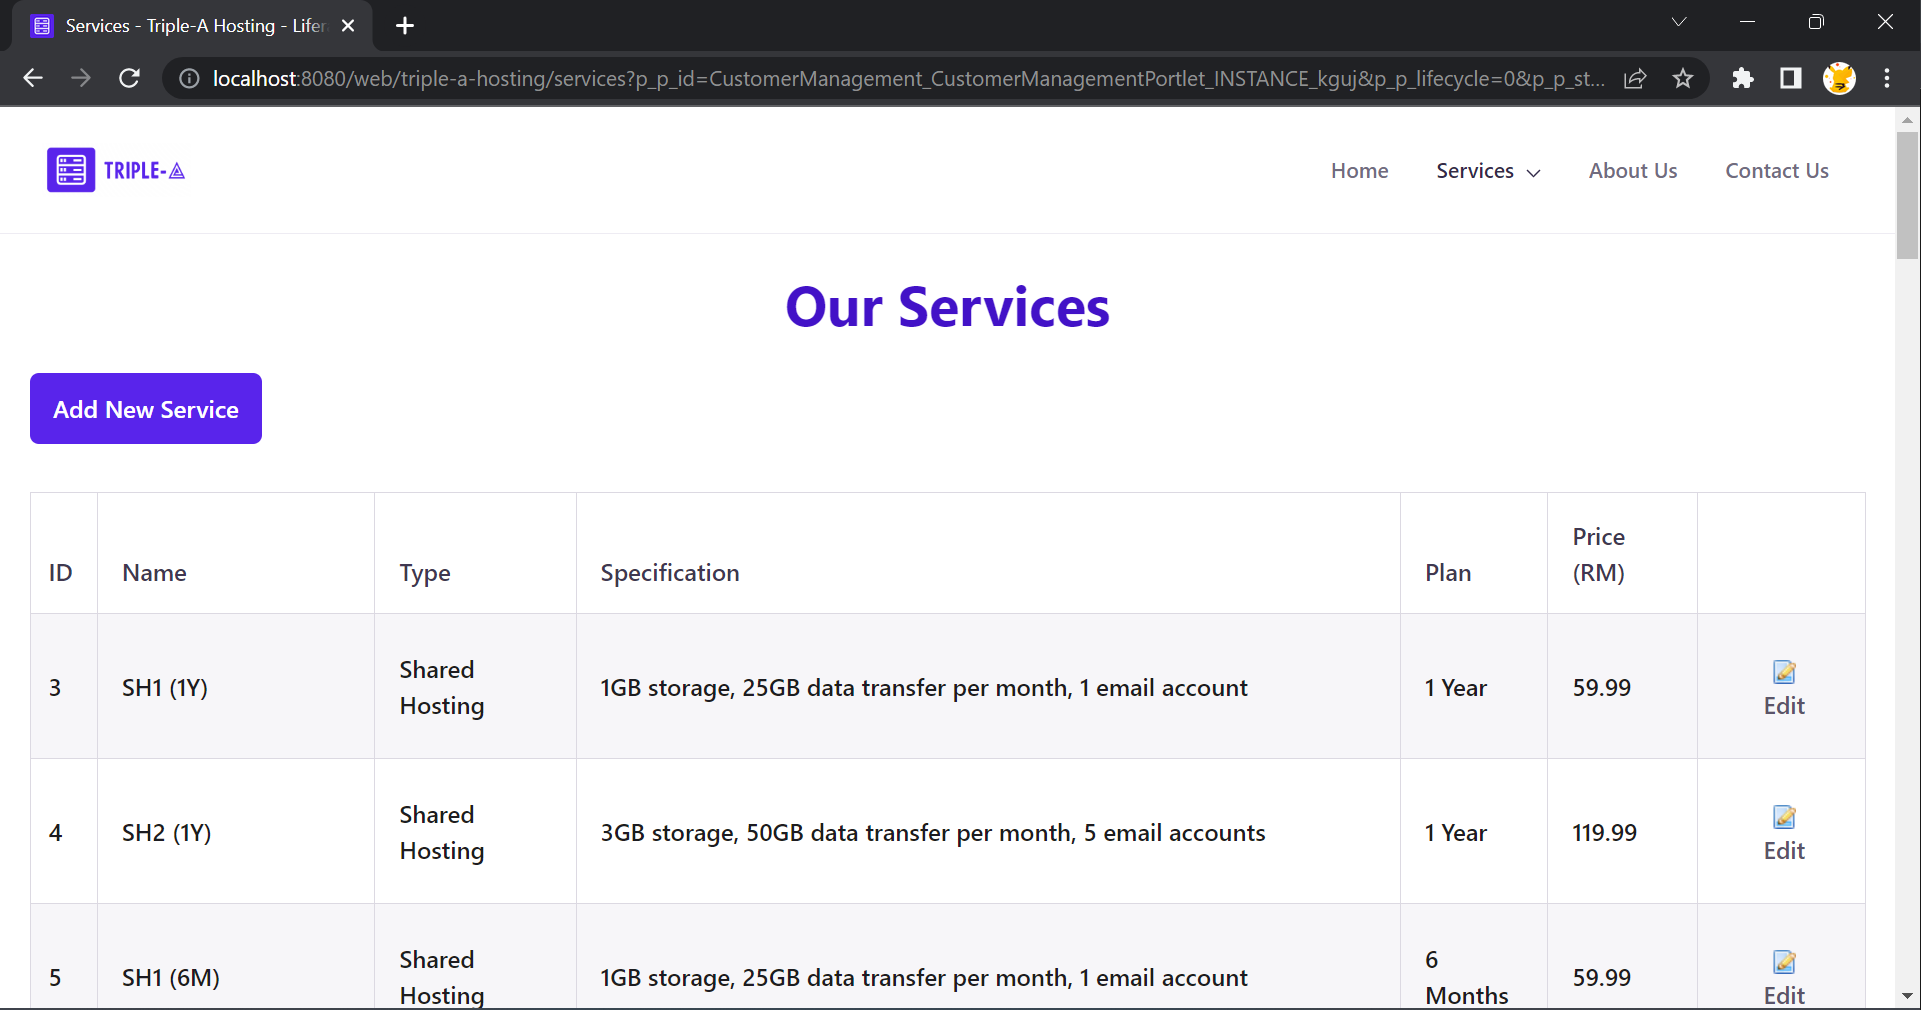 Services - Triple-A Hosting - Lifer
localhost:8080/web/triple-a-hosting/services?p_p_id=CustomerManagement_CustomerManagementPortlet_INSTANCE_kguj&p_p_lifecycle=0&p_p_st...
TRIPLE-A
Home Services About Us Contact Us
Our Services
Add New Service
ID Name Type Specification Plan Price (RM)
3 SH1 (1Y) Shared Hosting 1GB storage, 25GB data transfer per month, 1 email account 1 Year 59.99 Edit
4 SH2 (1Y) Shared Hosting 3GB storage, 50GB data transfer per month, 5 email accounts 1 Year 119.99 Edit
5 SH1 (6M) Shared Hosting 1GB storage, 25GB data transfer per month, 1 email account 6 Months 59.99 Edit